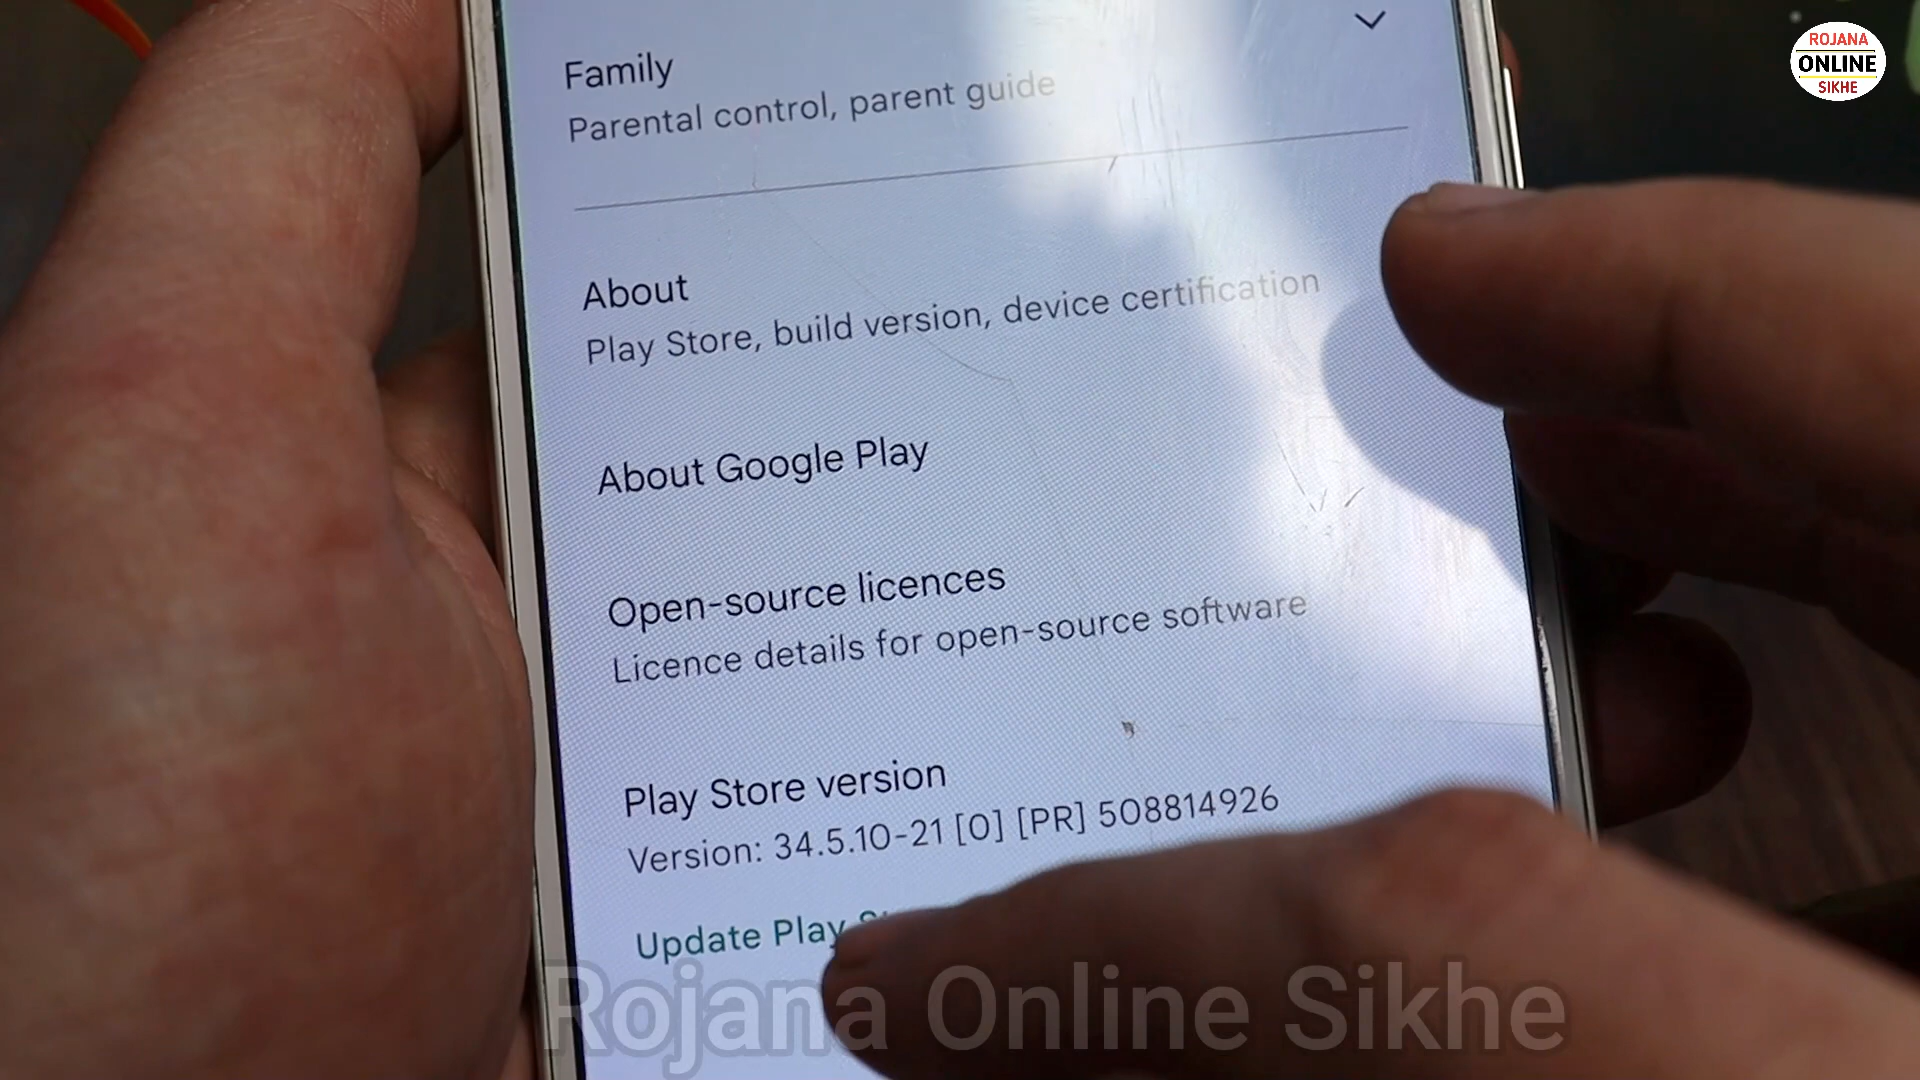 ROJANA
ONLINE
SIKHE
Family
Parental control, parent guide
About
Play Store, build version, device certification
About Google Play
Open-source licences
Licence details for open-source software
Play Store version
Version: 34.5.10-21 [0] [PR] 508814926
Update Play
Rojana Online Sikhe